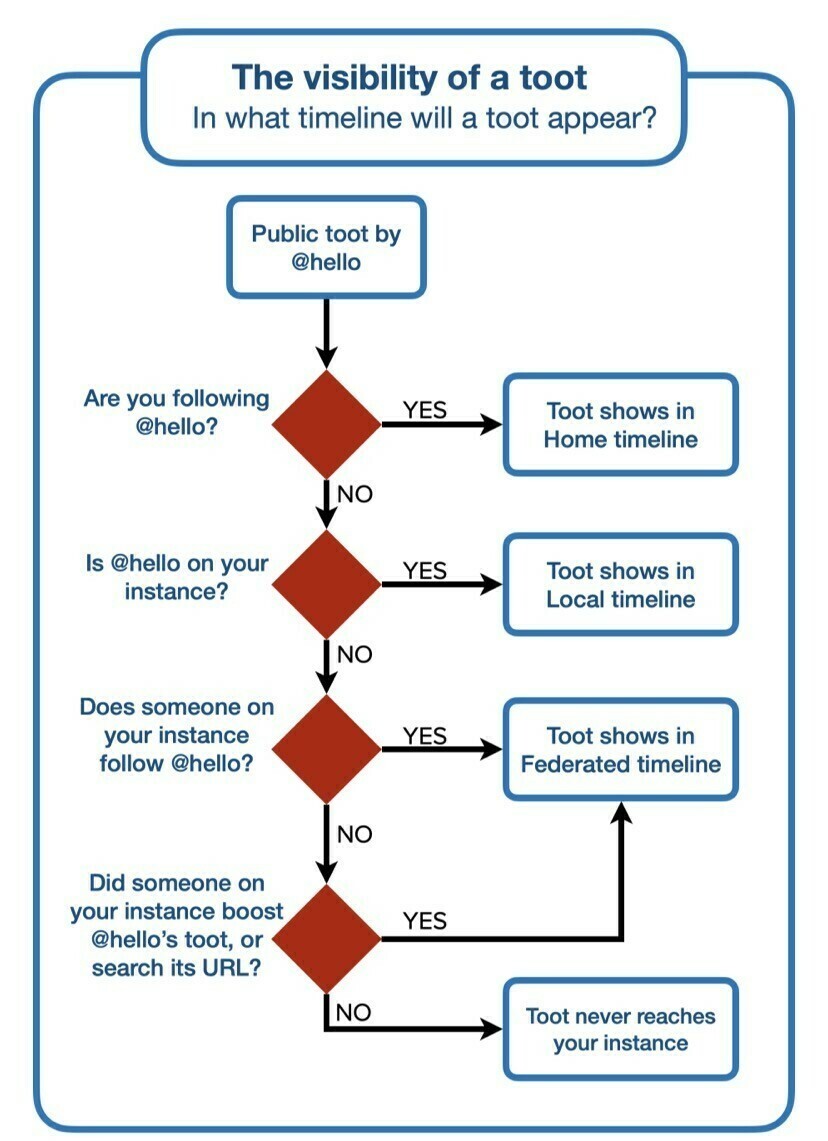 The visibility of a toot
In what timeline will a toot appear?
Public toot by
@hello
Are you following
@hello?
YES
Toot shows in
Home timeline
NO
Is @hello on your
instance?
YES
Toot shows in
Local timeline
NO
Does someone on
your instance
follow @hello?
YES
Toot shows in
Federated timeline
NO
Did someone on
your instance boost
@hello’s toot, or
search its URL?
YES
NO
Toot never reaches
your instance